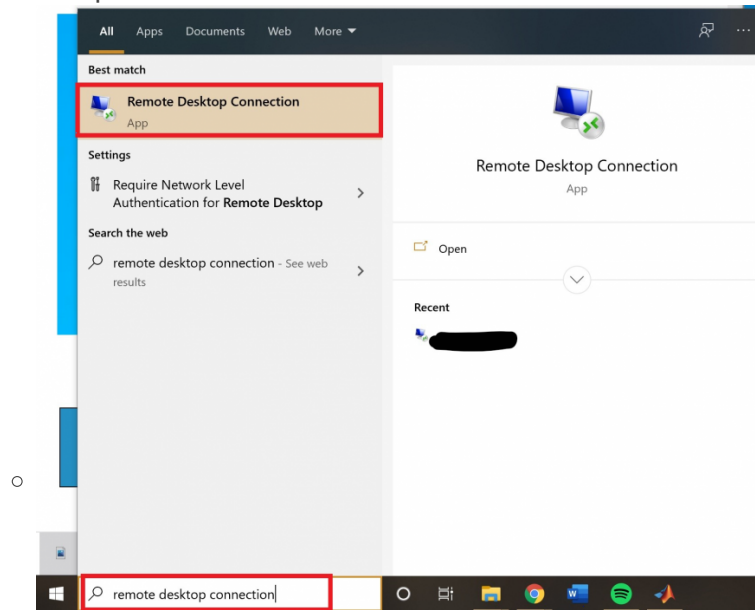 All Apps Documents Web More
Best match
Remote Desktop Connection
App
Settings
Require Network Level
Authentication for Remote Desktop
Search the web
remote desktop connection - See web
results
Remote Desktop Connection
App
Open
Recent
remote desktop connection